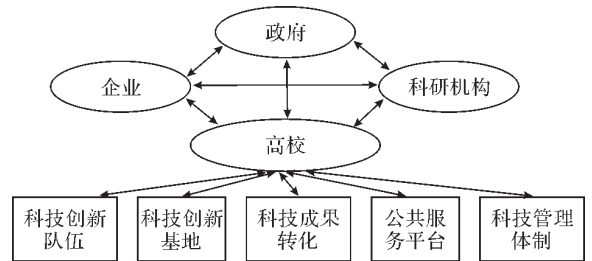 政府
企业
科研机构
高校
科技创新
队伍
科技创新
基地
科技成果
转化
公共服
务平台
科技管理
体制